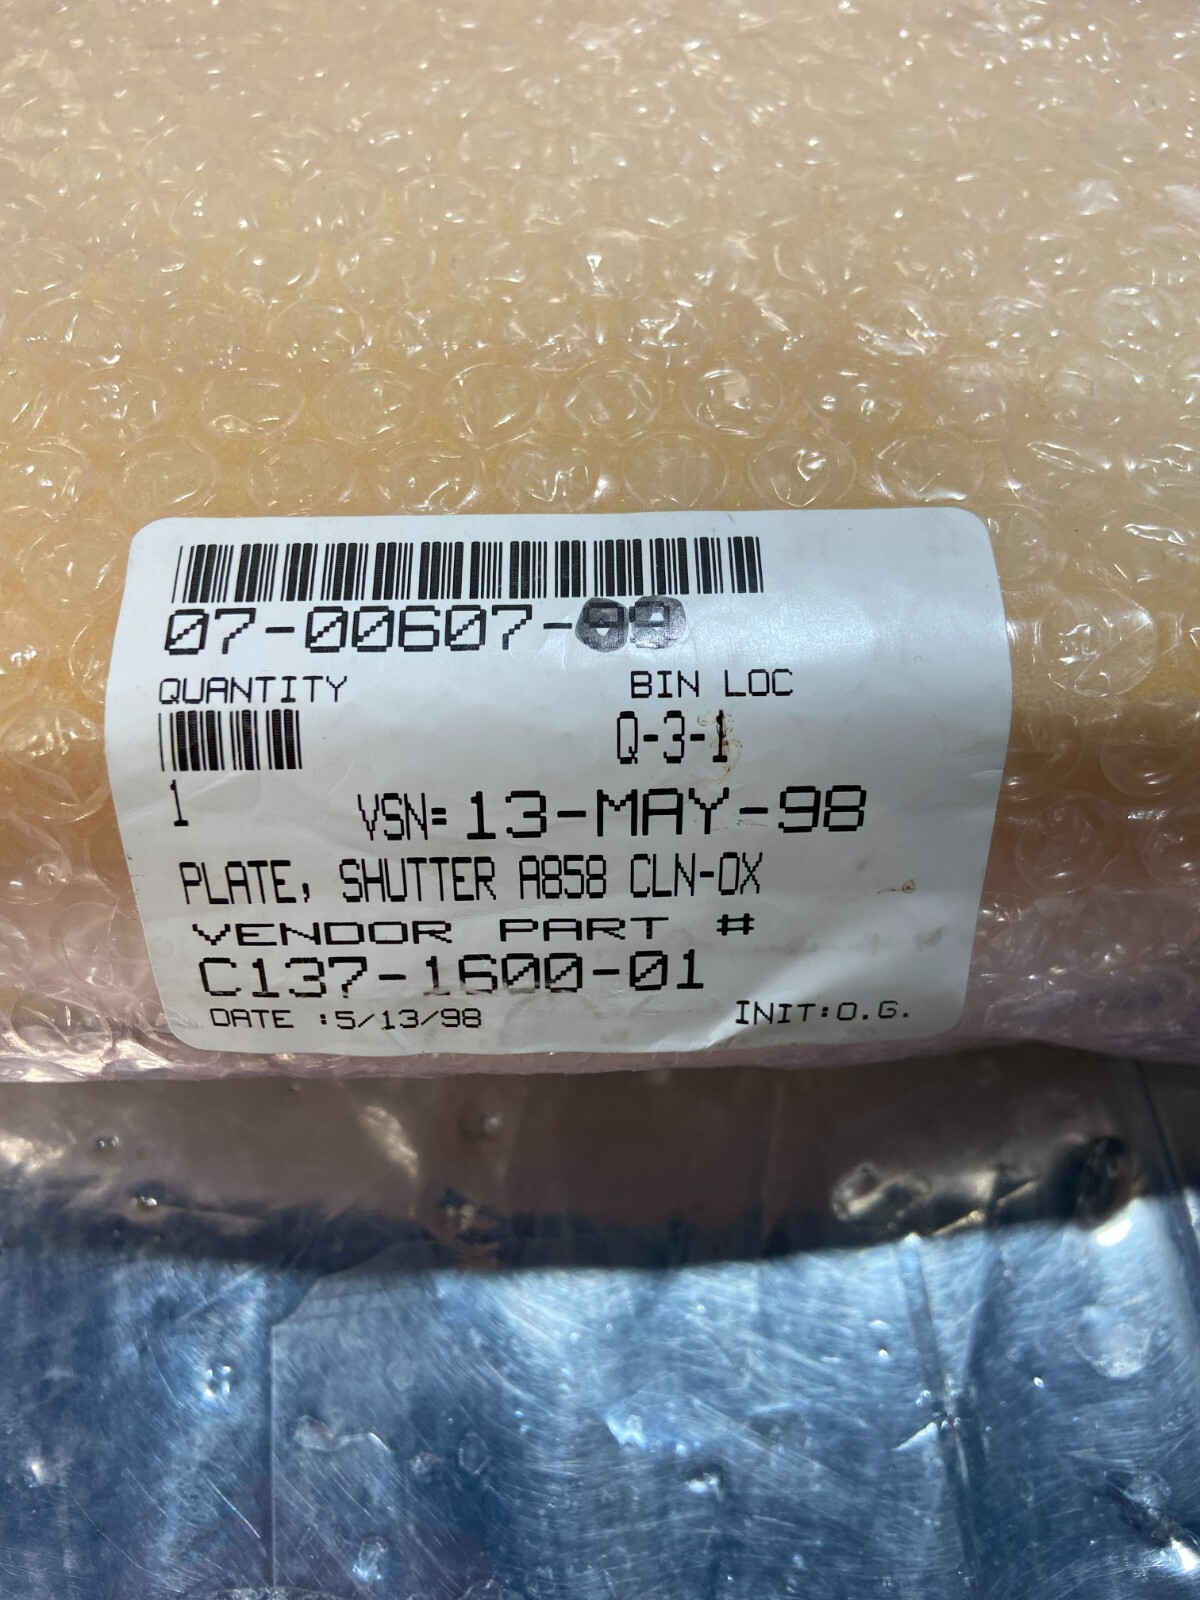 07-00607-99
QUANTITY BIN LOC
Q-3-1
1 VSN=13-MAY-98
PLATE, SHUTTER A858 CLN-OX
VENDOR PART #
C137-1600-01
DATE :5/13/98 INIT:O.G.